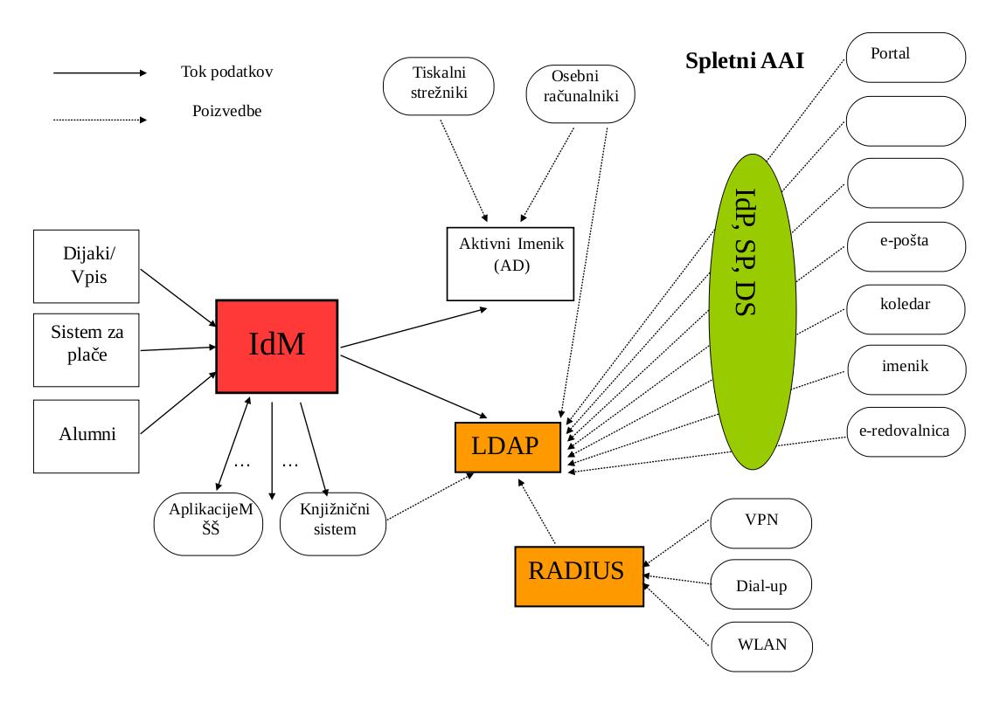 Tok podatkov
Poizvedbe
Tiskalni
strežniki
Osebni
računalniki
Spletni AAI
Portal
e-pošta
koledar
imenik
e-redovalnica
IdP, SP, DS
Aktivni Imenik
(AD)
Dijaki/
Vpis
Sistem za
plače
Alumni
IdM
LDAP
...
...
AplikacijeM
ŠŠ
Knjižnični
sistem
RADIUS
VPN
Dial-up
WLAN